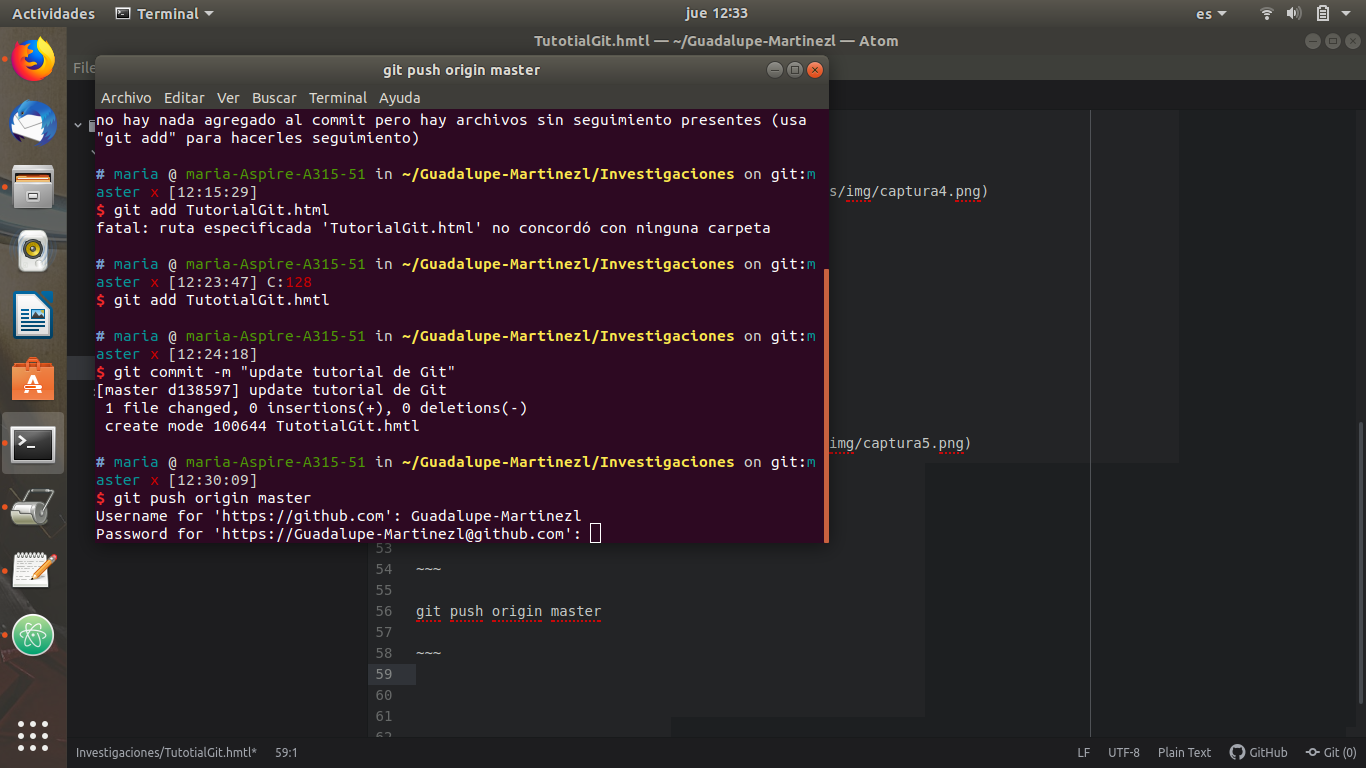 Actividades Terminal jue 12:33 es
TutotialGit.hmtl — ~/Guadalupe-Martinezl — Atom
File
git push origin master
Archivo Editar Ver Buscar Terminal Ayuda
no hay nada agregado al commit pero hay archivos sin seguimiento presentes (usa
"git add" para hacerles seguimiento)
# maria @ maria-Aspire-A315-51 in ~/Guadalupe-Martinezl/Investigaciones on git:m
aster x [12:15:29]
$ git add TutorialGit.html
fatal: ruta especificada 'TutorialGit.html' no concordó con ninguna carpeta
# maria @ maria-Aspire-A315-51 in ~/Guadalupe-Martinezl/Investigaciones on git:m
aster x [12:23:47] C:128
$ git add TutotialGit.hmtl
# maria @ maria-Aspire-A315-51 in ~/Guadalupe-Martinezl/Investigaciones on git:m
aster x [12:24:18]
$ git commit -m "update tutorial de Git"
[master d138597] update tutorial de Git
1 file changed, 0 insertions(+), 0 deletions(-)
create mode 100644 TutotialGit.hmtl
# maria @ maria-Aspire-A315-51 in ~/Guadalupe-Martinezl/Investigaciones on git:m
aster x [12:30:09]
$ git push origin master
Username for 'https://github.com': Guadalupe-Martinezl
Password for 'https://Guadalupe-Martinezl@github.com':
s/img/captura4.png)
img/captura5.png)
53
54 ~~~
55
56 git push origin master
57
58 ~~~
59
60
61
62
Investigaciones/TutotialGit.hmtl* 59:1 LF UTF-8 Plain Text GitHub Git (0)